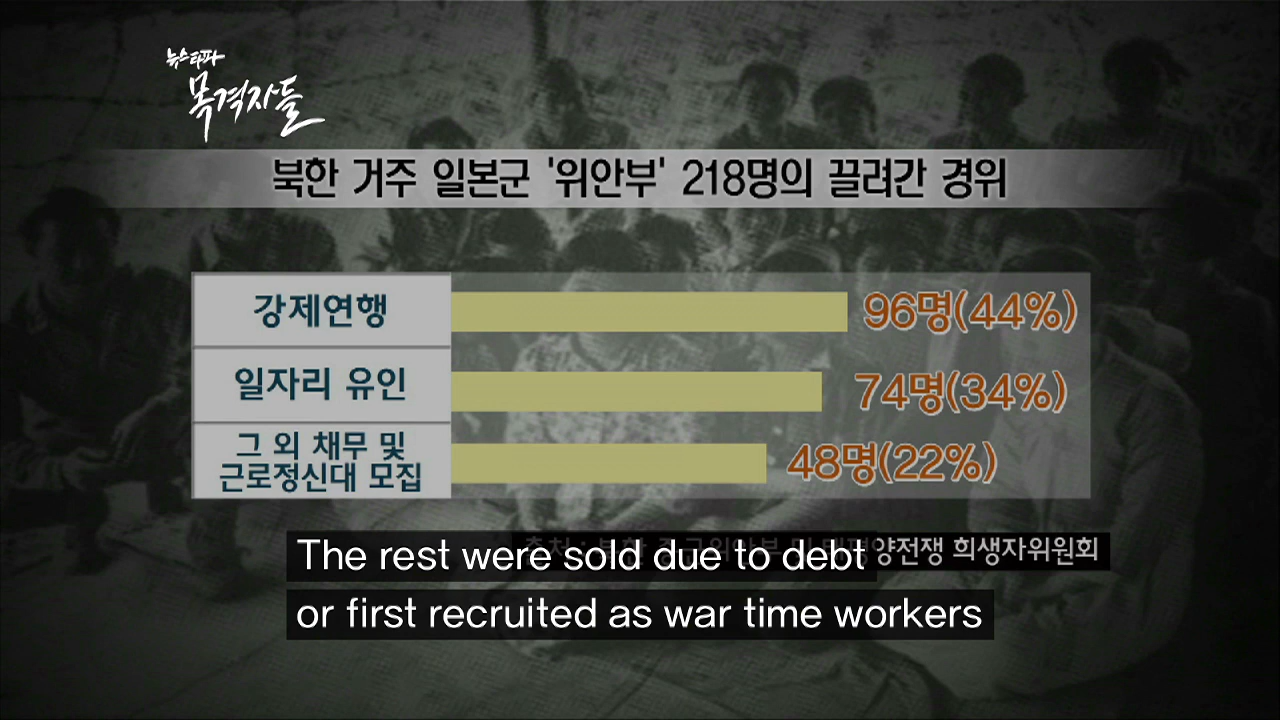 뉴스타파
목격자들
북한 거주 일본군 '위안부' 218명의 끌려간 경위
강제연행
96명(44%)
일자리 유인
74명(34%)
그 외 채무 및
근로정신대 모집
48명(22%)
양전쟁 희생자위원회
The rest were sold due to debt
or first recruited as war time workers